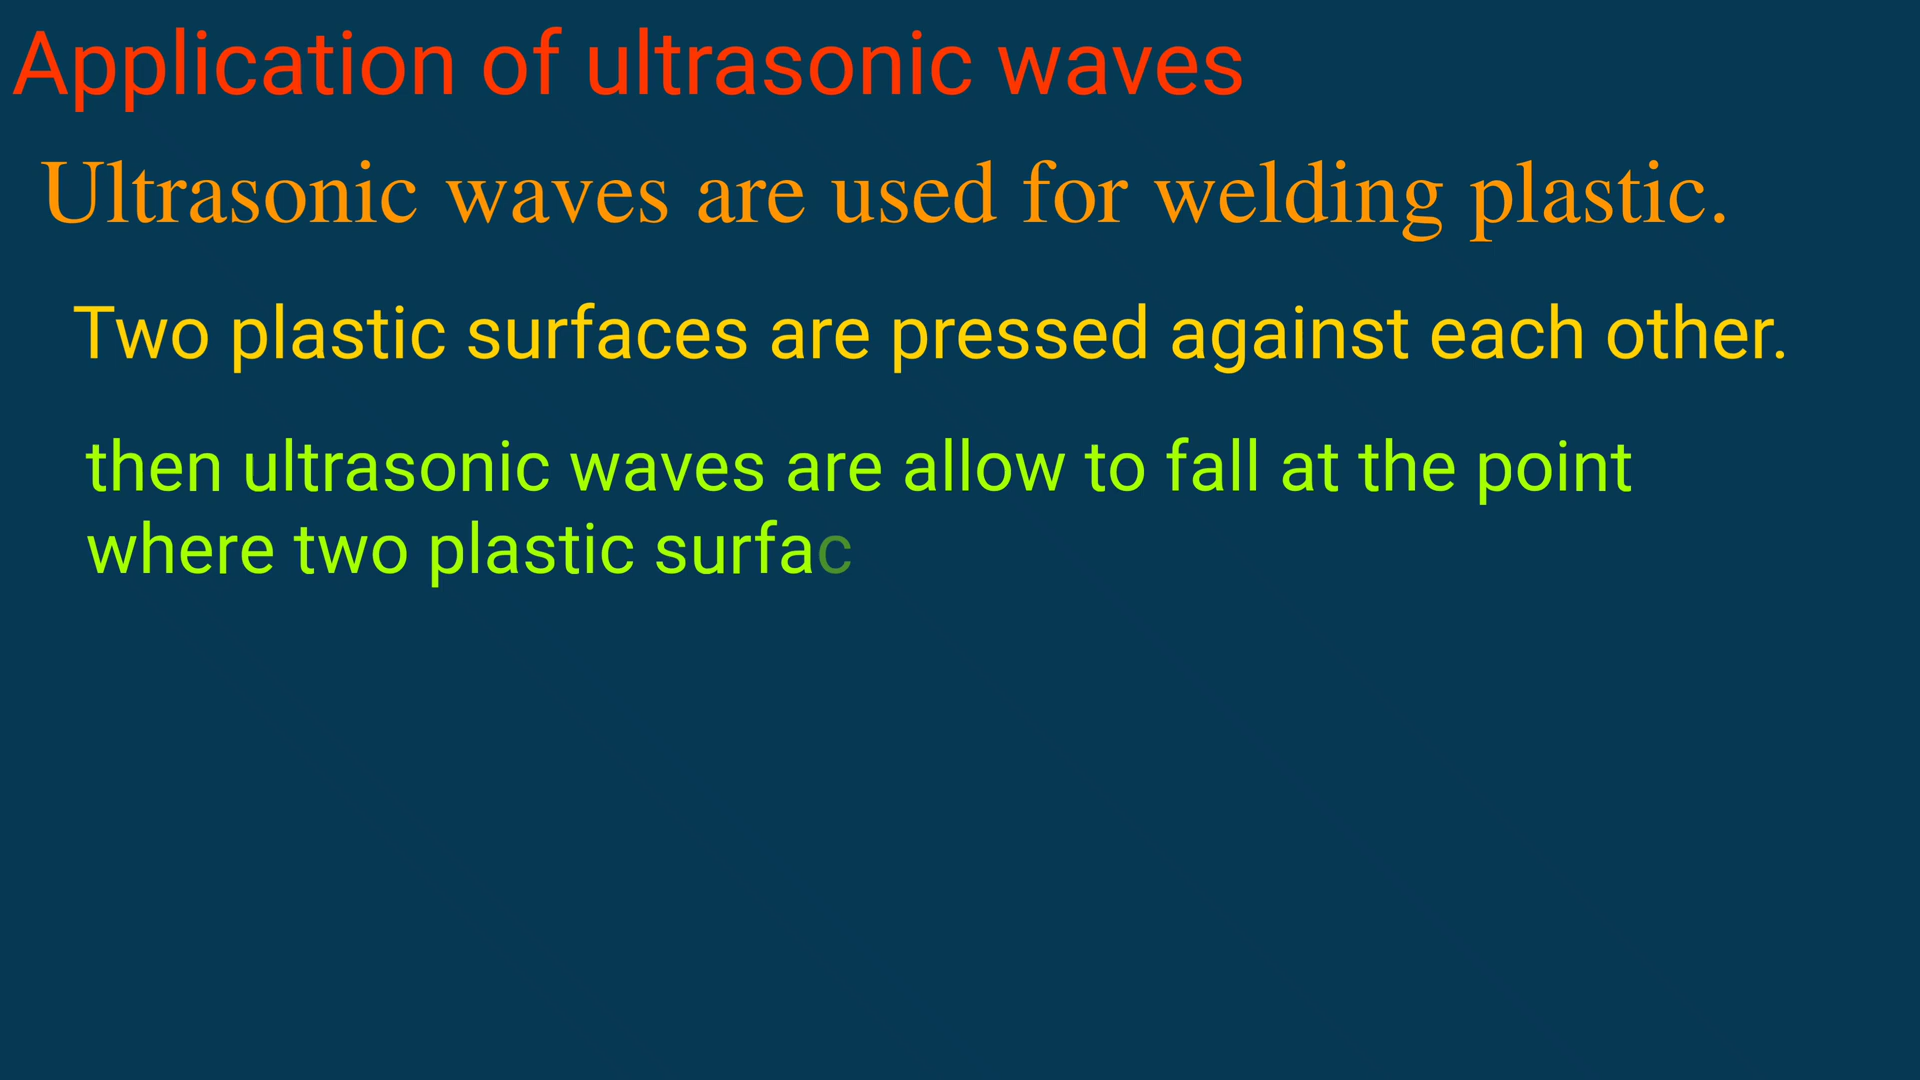 Application of ultrasonic waves
Ultrasonic waves are used for welding plastic.
Two plastic surfaces are pressed against each other.
then ultrasonic waves are allow to fall at the point
where two plastic surfac